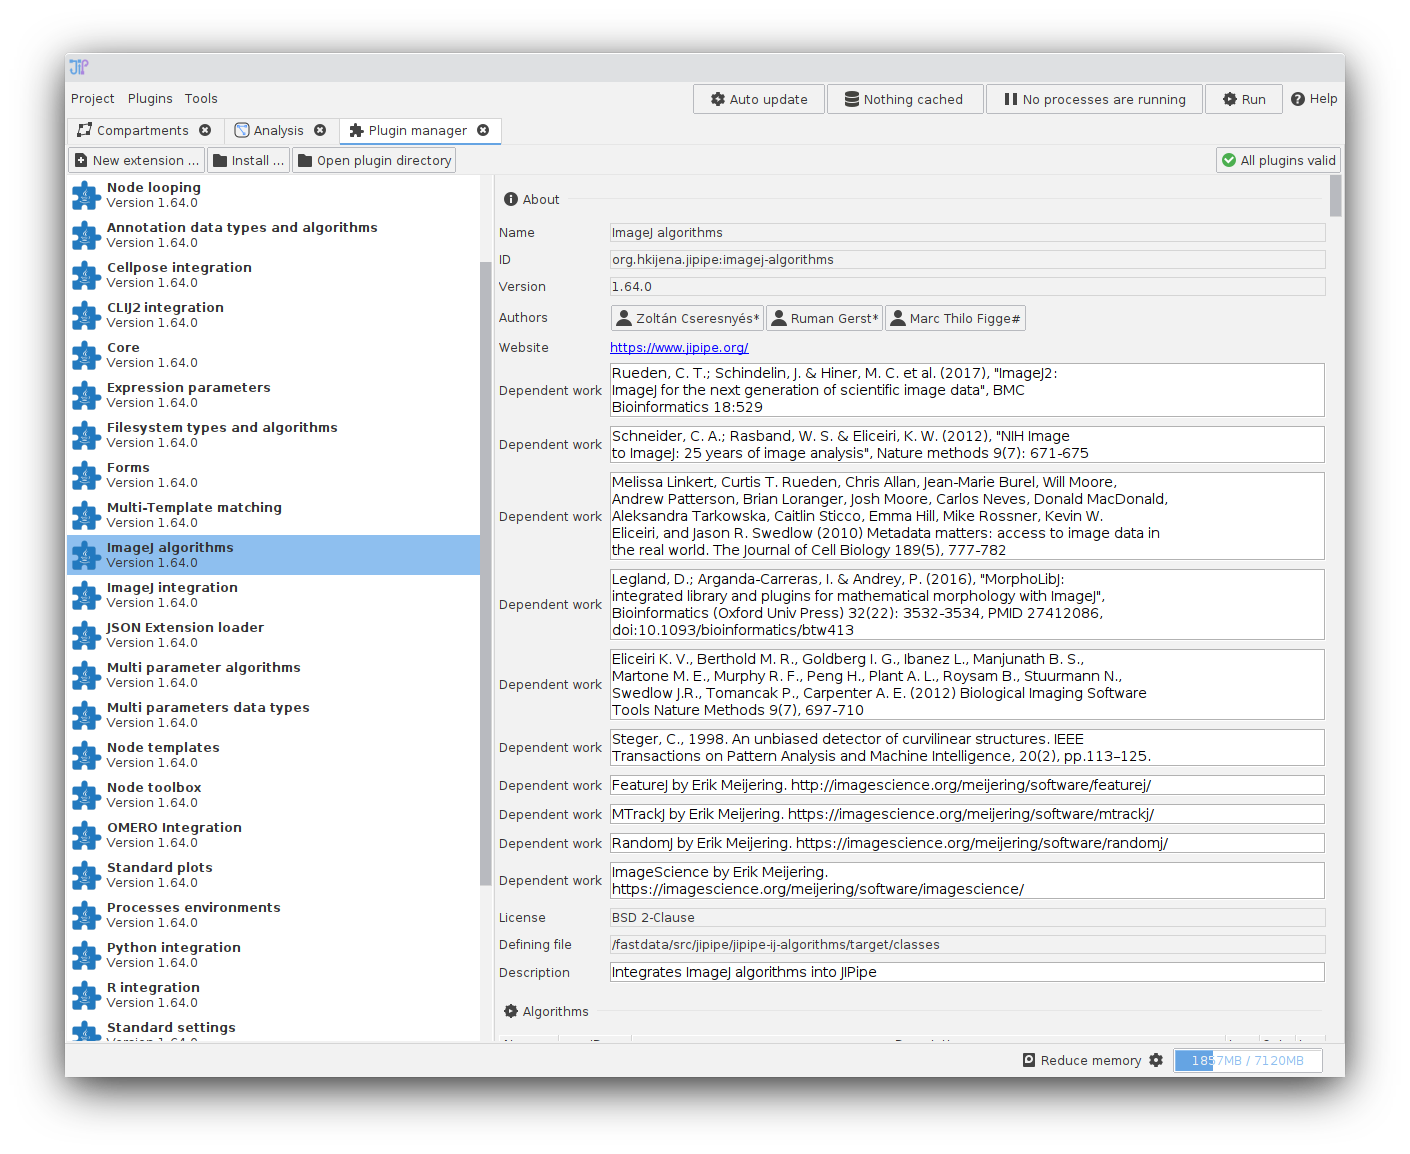 JIP
Project Plugins Tools
Auto update
Nothing cached
No processes are running
Run
Help
Compartments
Analysis
Plugin manager
New extension ...
Install ...
Open plugin directory
All plugins valid
Node looping
Version 1.64.0
Annotation data types and algorithms
Version 1.64.0
Cellpose integration
Version 1.64.0
CLIJ2 integration
Version 1.64.0
Core
Version 1.64.0
Expression parameters
Version 1.64.0
Filesystem types and algorithms
Version 1.64.0
Forms
Version 1.64.0
Multi-Template matching
Version 1.64.0
ImageJ algorithms
Version 1.64.0
ImageJ integration
Version 1.64.0
JSON Extension loader
Version 1.64.0
Multi parameter algorithms
Version 1.64.0
Multi parameters data types
Version 1.64.0
Node templates
Version 1.64.0
Node toolbox
Version 1.64.0
OMERO Integration
Version 1.64.0
Standard plots
Version 1.64.0
Processes environments
Version 1.64.0
Python integration
Version 1.64.0
R integration
Version 1.64.0
Standard settings
About
Name ImageJ algorithms
ID org.hkijena.jipipe:imagej-algorithms
Version 1.64.0
Authors Zoltán Cseresnyés* Ruman Gerst* Marc Thilo Figge#
Website https://www.jipipe.org/
Dependent work
Rueden, C. T.; Schindelin, J. & Hiner, M. C. et al. (2017), "ImageJ2:
ImageJ for the next generation of scientific image data", BMC
Bioinformatics 18:529
Dependent work
Schneider, C. A.; Rasband, W. S. & Eliceiri, K. W. (2012), "NIH Image
to ImageJ: 25 years of image analysis", Nature methods 9(7): 671-675
Dependent work
Melissa Linkert, Curtis T. Rueden, Chris Allan, Jean-Marie Burel, Will Moore,
Andrew Patterson, Brian Loranger, Josh Moore, Carlos Neves, Donald MacDonald,
Aleksandra Tarkowska, Caitlin Sticco, Emma Hill, Mike Rossner, Kevin W.
Eliceiri, and Jason R. Swedlow (2010) Metadata matters: access to image data in
the real world. The Journal of Cell Biology 189(5), 777-782
Dependent work
Legland, D.; Arganda-Carreras, I. & Andrey, P. (2016), "MorphoLibJ:
integrated library and plugins for mathematical morphology with ImageJ",
Bioinformatics (Oxford Univ Press) 32(22): 3532-3534, PMID 27412086,
doi:10.1093/bioinformatics/btw413
Dependent work
Eliceiri K. V., Berthold M. R., Goldberg I. G., Ibanez L., Manjunath B. S.,
Martone M. E., Murphy R. F., Peng H., Plant A. L., Roysam B., Stuurmann N.,
Swedlow J.R., Tomancak P., Carpenter A. E. (2012) Biological Imaging Software
Tools Nature Methods 9(7), 697-710
Dependent work
Steger, C., 1998. An unbiased detector of curvilinear structures. IEEE
Transactions on Pattern Analysis and Machine Intelligence, 20(2), pp.113–125.
Dependent work FeatureJ by Erik Meijering. http://imagescience.org/meijering/software/featurej/
Dependent work MTrackJ by Erik Meijering. https://imagescience.org/meijering/software/mtrackj/
Dependent work RandomJ by Erik Meijering. https://imagescience.org/meijering/software/randomj/
Dependent work
ImageScience by Erik Meijering.
https://imagescience.org/meijering/software/imagescience/
License BSD 2-Clause
Defining file /fastdata/src/jipipe/jipipe-ij-algorithms/target/classes
Description Integrates ImageJ algorithms into JIPipe
Algorithms
Reduce memory
1857MB / 7120MB